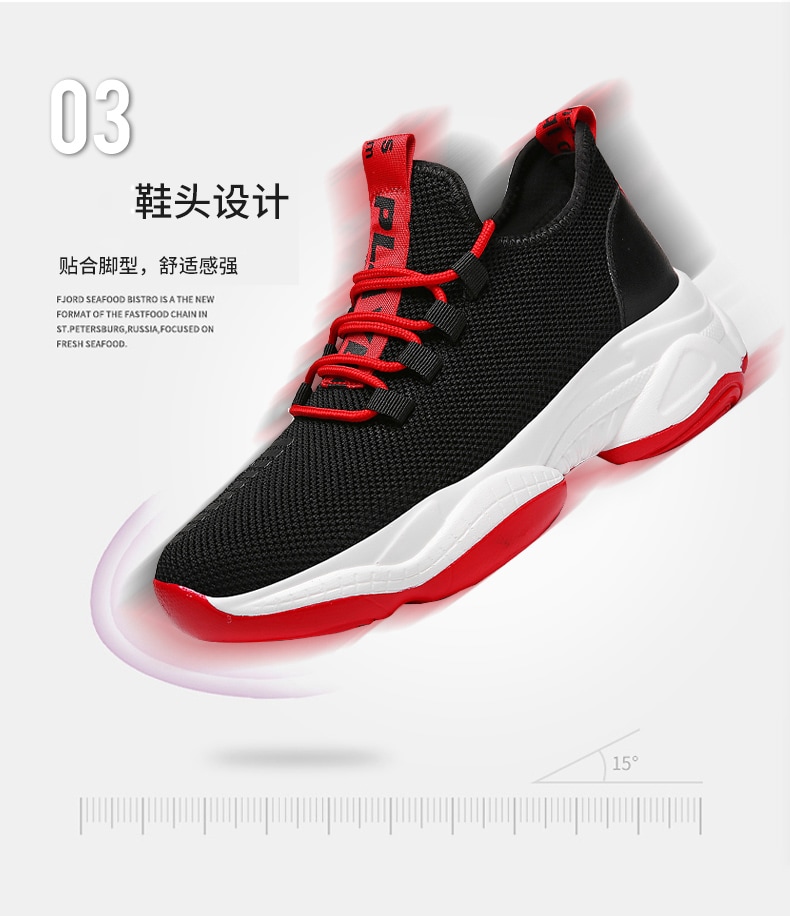 03
鞋头设计
贴合脚型，舒适感强
FJORD SEAFOOD BISTRO IS A THE NEW
FORMAT OF THE FASTFOOD CHAIN IN
ST.PETERSBURG,RUSSIA,FOCUSED ON
FRESH SEAFOOD.
15°